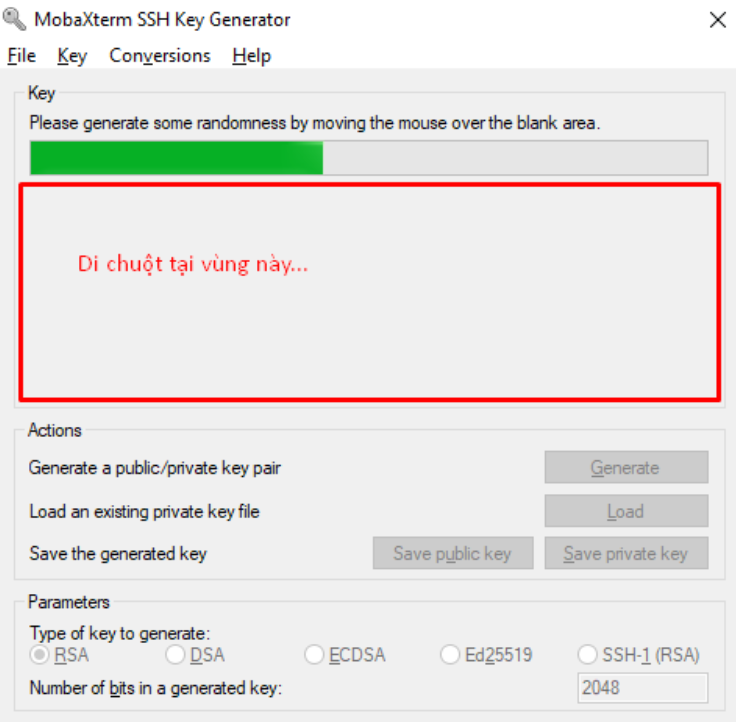 MobaXterm SSH Key Generator
File Key Conversions Help
Key
Please generate some randomness by moving the mouse over the blank area.
Di chuột tại vùng này...
Actions
Generate a public/private key pair
Generate
Load an existing private key file
Load
Save the generated key
Save public key
Save private key
Parameters
Type of key to generate:
RSA DSA ECDSA Ed25519 SSH-1 (RSA)
Number of bits in a generated key:
2048